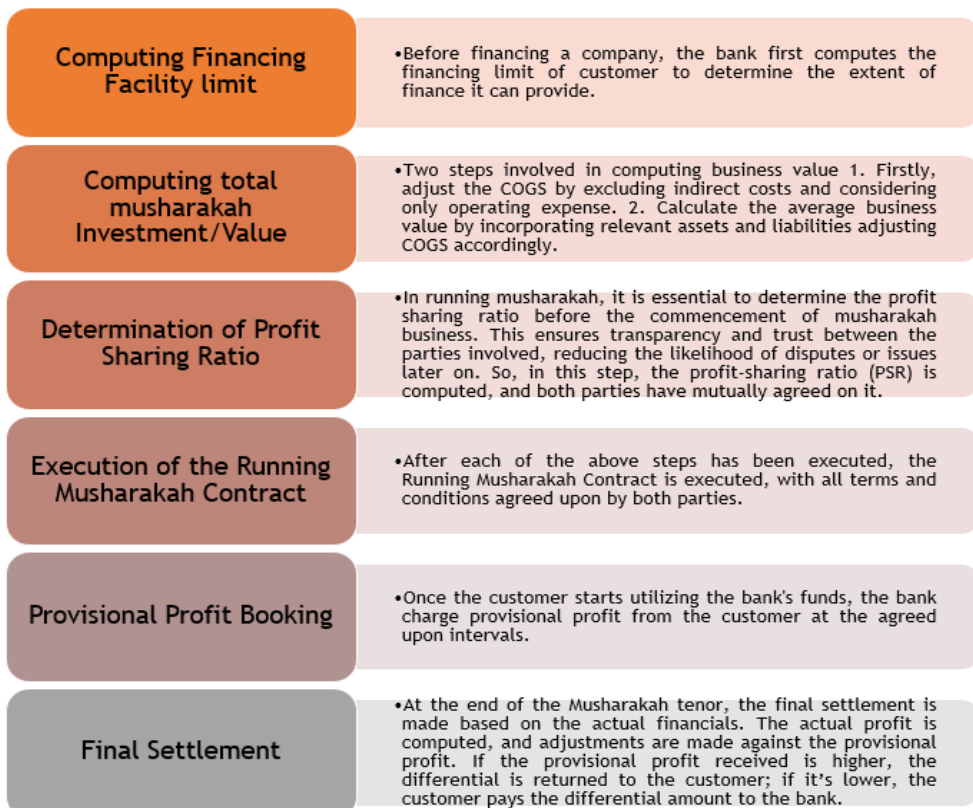 Computing Financing
Facility limit
•Before financing a company, the bank first computes the
financing limit of customer to determine the extent of
finance it can provide.
Computing total
musharakah
Investment/Value
•Two steps involved in computing business value 1. Firstly,
adjust the COGS by excluding indirect costs and considering
only operating expense. 2. Calculate the average business
value by incorporating relevant assets and liabilities adjusting
COGS accordingly.
Determination of Profit
Sharing Ratio
•In running musharakah, it is essential to determine the profit
sharing ratio before the commencement of musharakah
business. This ensures transparency and trust between the
parties involved, reducing the likelihood of disputes or issues
later on. So, in this step, the profit-sharing ratio (PSR) is
computed, and both parties have mutually agreed on it.
Execution of the Running
Musharakah Contract
•After each of the above steps has been executed, the
Running Musharakah Contract is executed, with all terms and
conditions agreed upon by both parties.
Provisional Profit Booking
•Once the customer starts utilizing the bank's funds, the bank
charge provisional profit from the customer at the agreed
upon intervals.
Final Settlement
•At the end of the Musharakah tenor, the final settlement is
made based on the actual financials. The actual profit is
computed, and adjustments are made against the provisional
profit. If the provisional profit received is higher, the
differential is returned to the customer; if it’s lower, the
customer pays the differential amount to the bank.